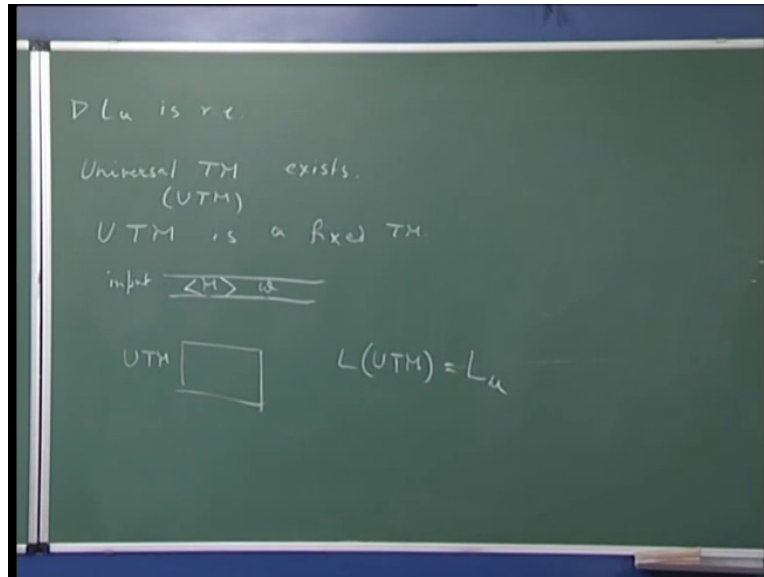 ▷ Lu is r.e.
Universal TM exists.
(UTM)
UTM is a fixed TM.
input <M> w
UTM L(UTM) = Lu